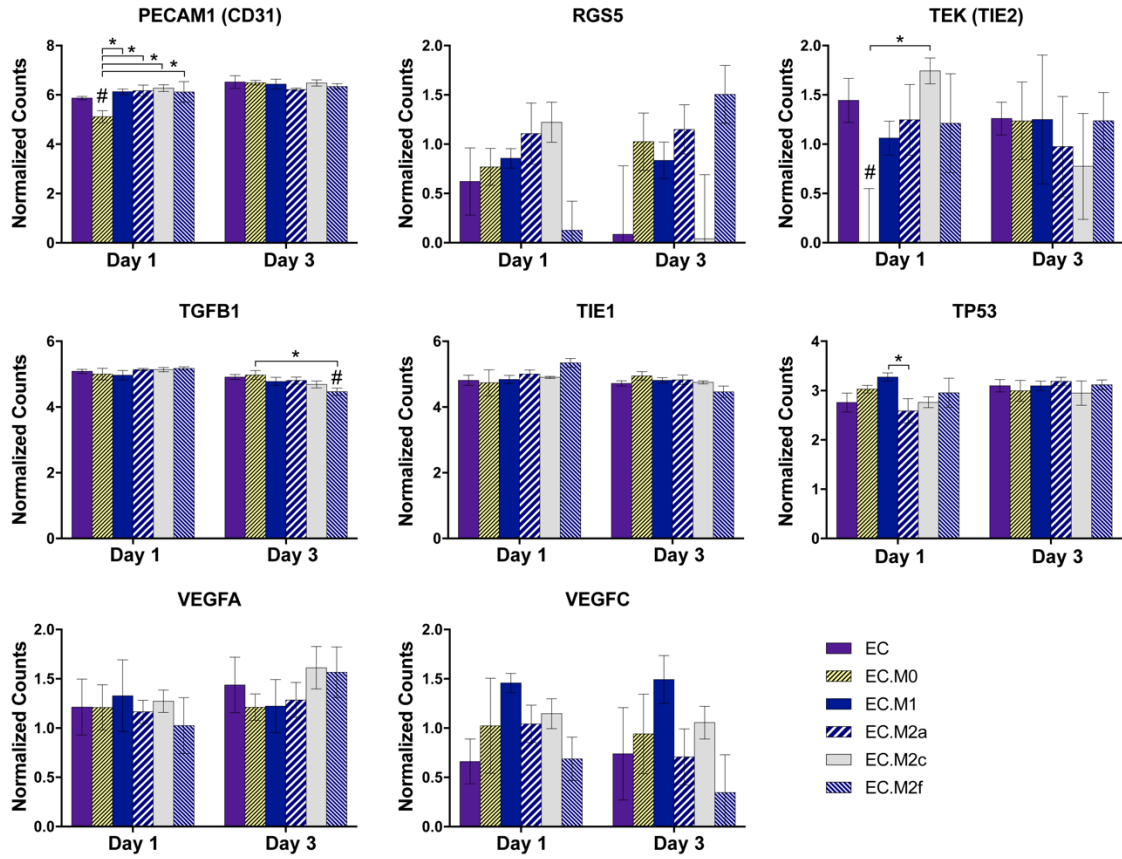 PECAM1 (CD31)
Normalized Counts
8
6
4
2
0
*
*
*
*
#
Day 1
Day 3
RGS5
Normalized Counts
2.0
1.5
1.0
0.5
0.0
Day 1
Day 3
TEK (TIE2)
Normalized Counts
2.0
1.5
1.0
0.5
0.0
*
#
Day 1
Day 3
TGFB1
Normalized Counts
6
4
2
0
*
#
Day 1
Day 3
TIE1
Normalized Counts
6
4
2
0
Day 1
Day 3
TP53
Normalized Counts
4
3
2
1
0
*
Day 1
Day 3
VEGFA
Normalized Counts
2.0
1.5
1.0
0.5
0.0
Day 1
Day 3
VEGFC
Normalized Counts
2.0
1.5
1.0
0.5
0.0
Day 1
Day 3
EC
EC.M0
EC.M1
EC.M2a
EC.M2c
EC.M2f